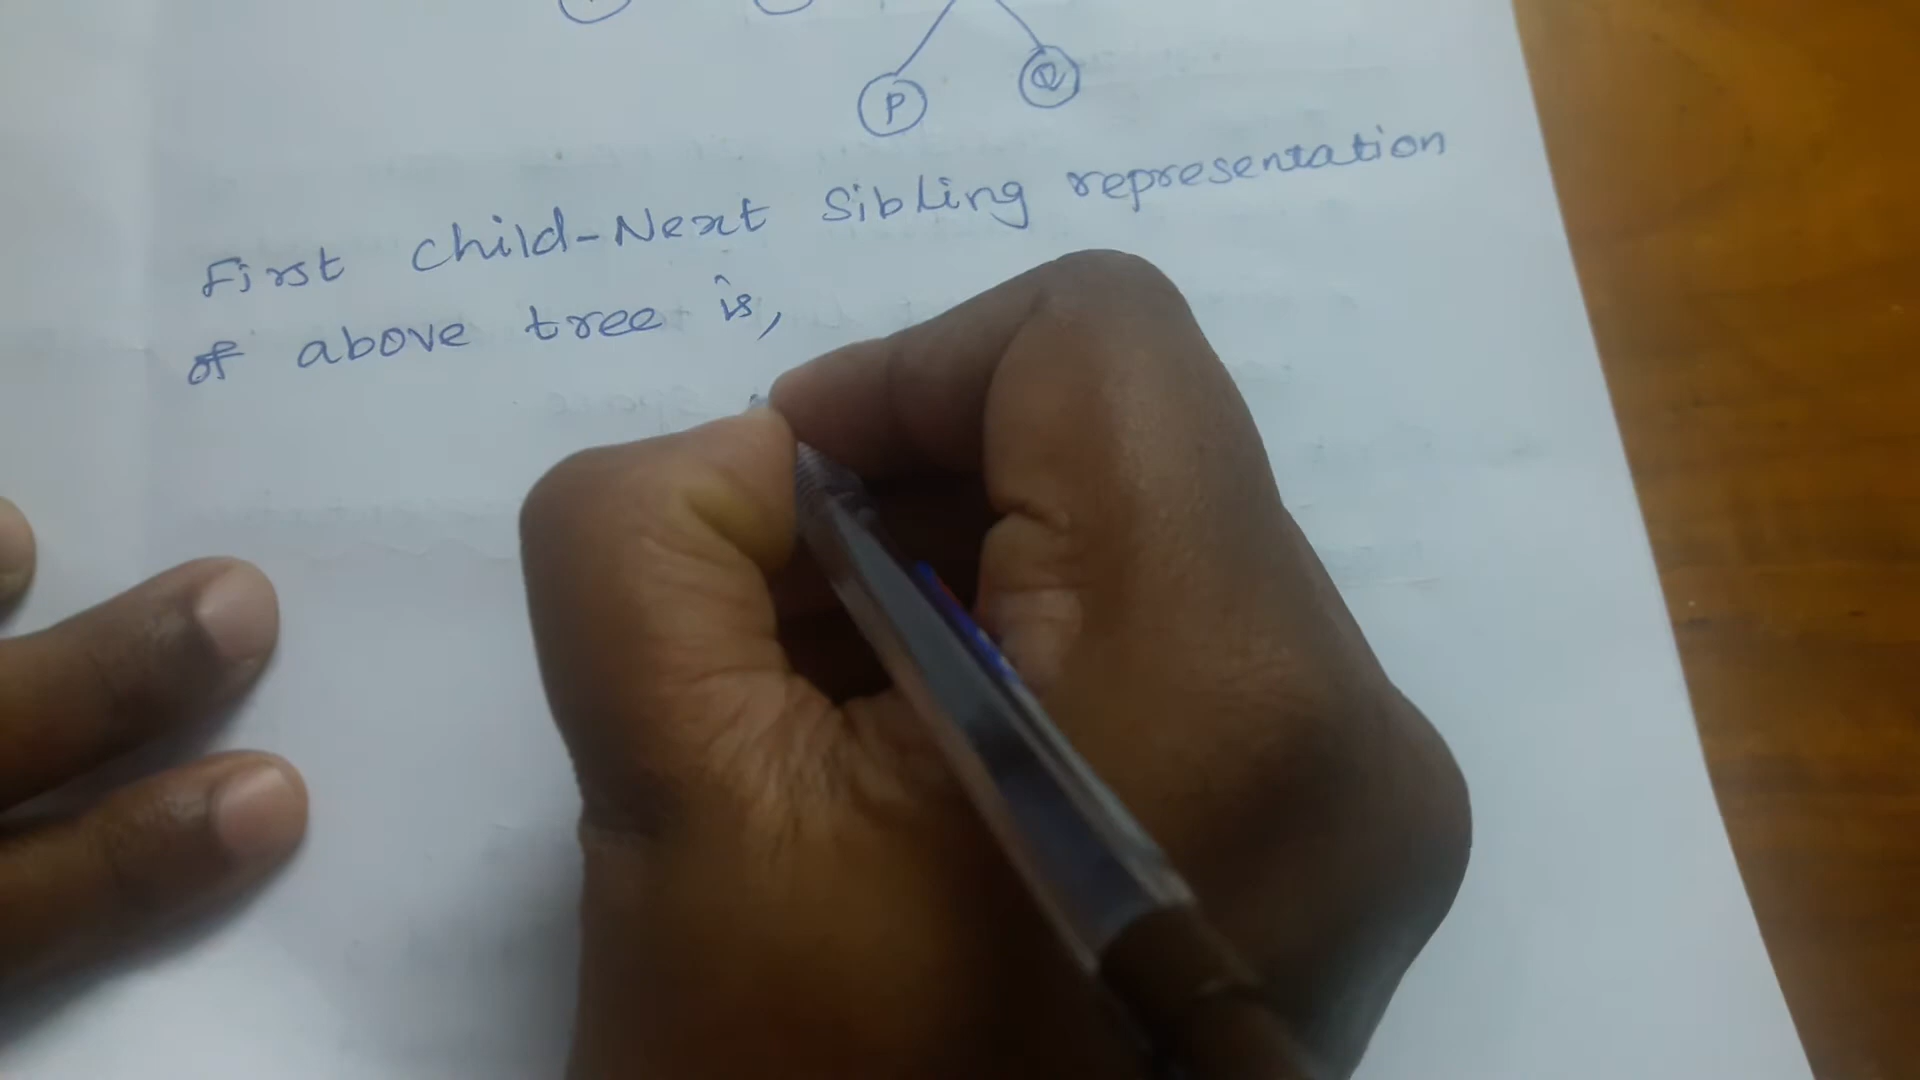 P
Q
First Child-Next Sibling representation
of above tree is,